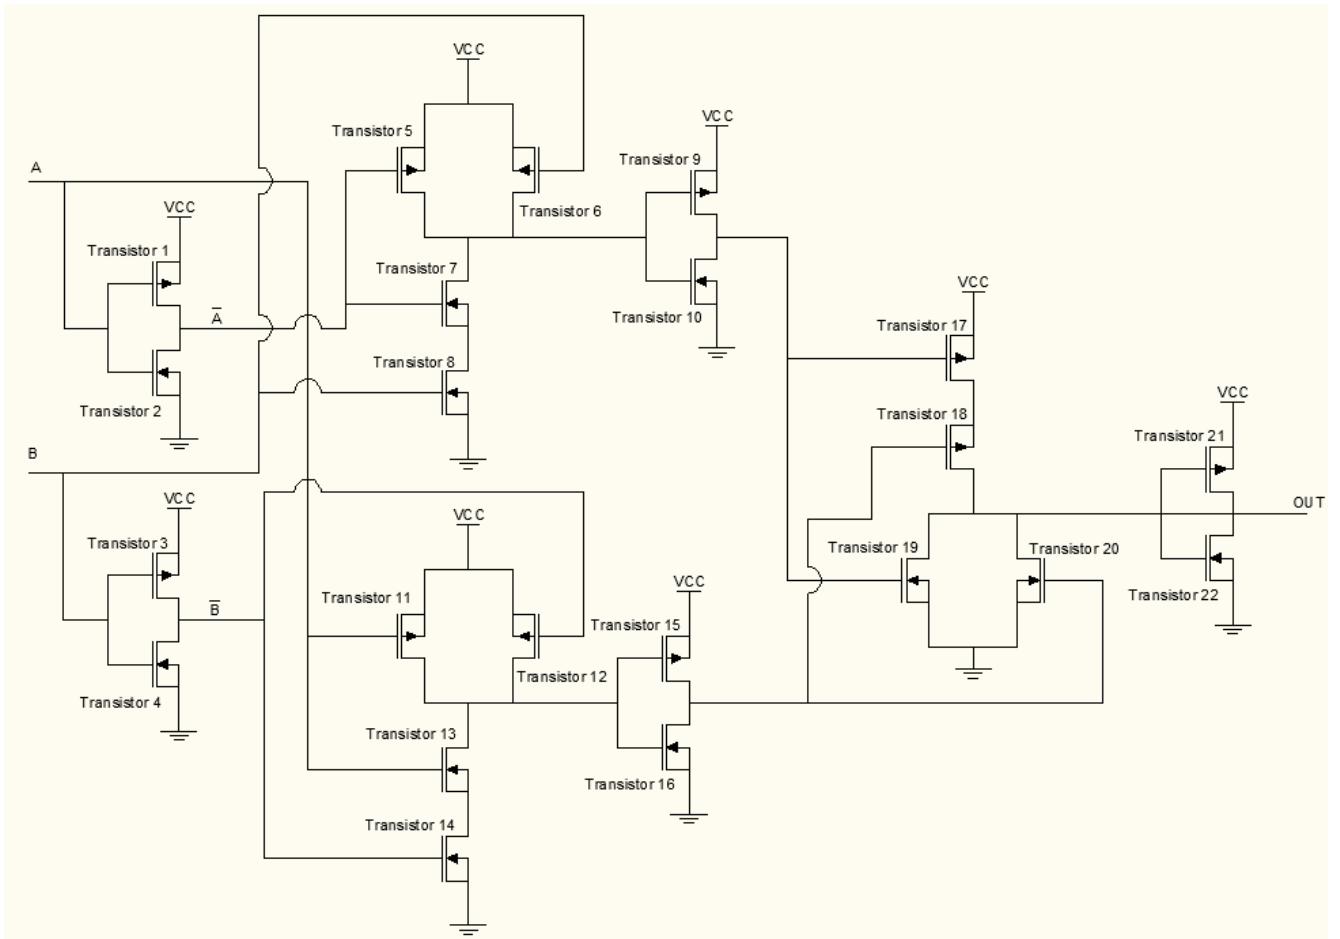 VCC
VCC
Transistor 5
Transistor 9
A
VCC
Transistor 6
Transistor 1
Transistor 7
VCC
A̅
Transistor 10
Transistor 17
Transistor 8
VCC
Transistor 2
Transistor 18
Transistor 21
B
VCC
VCC
OUT
Transistor 3
Transistor 19
Transistor 20
VCC
Transistor 11
Transistor 22
B̅
Transistor 15
Transistor 12
Transistor 4
Transistor 13
Transistor 16
Transistor 14